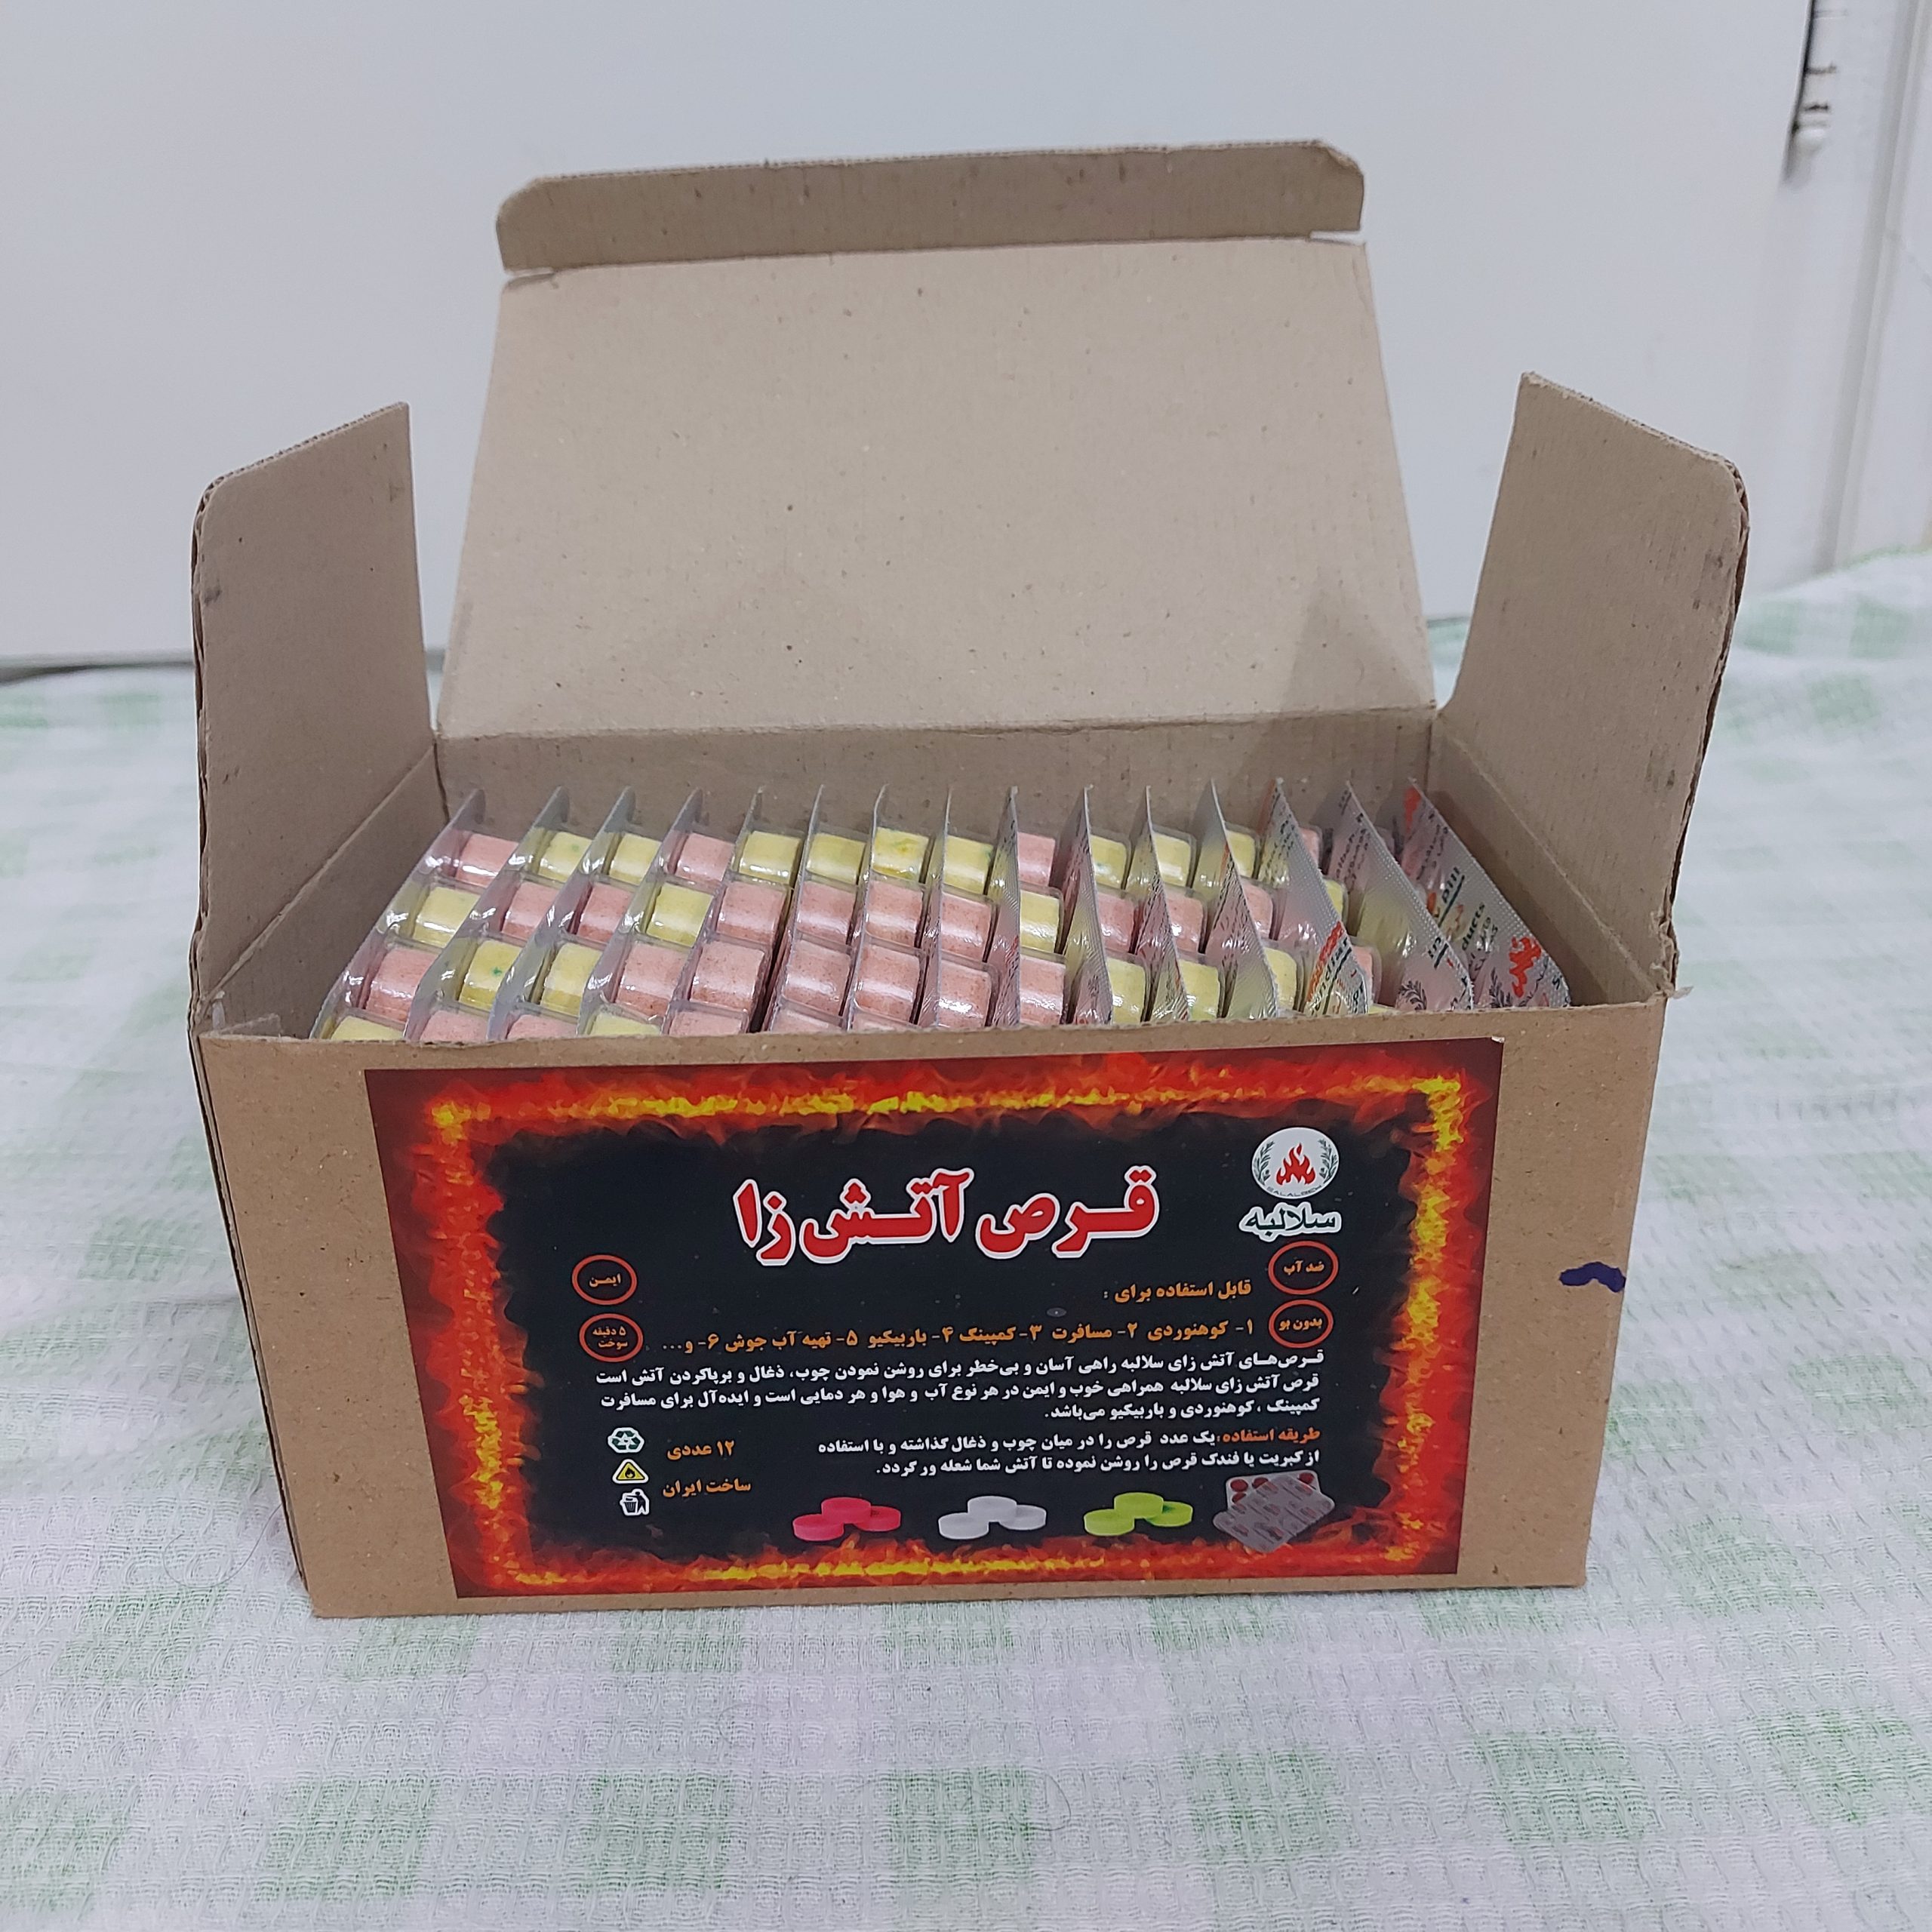 سلالبه
قرص آتش زا
ضد آب
ایمن
قابل استفاده برای :
بدون بو
۵ دقیقه
سوخت
۱- کوهنوردی ۲- مسافرت ۳- کمپینگ ۴- باربیکیو ۵- تهیه آب جوش ۶- و...
قرص‌های آتش زای سلالبه راهی آسان و بی‌خطر برای روشن نمودن چوب، ذغال و برپاکردن آتش است
قرص آتش زای سلالبه همراهی خوب و ایمن در هر نوع آب و هوا و هر دمایی است و ایده‌آل برای مسافرت
کمپینگ ، کوهنوردی و باربیکیو می‌باشد.
طریقه استفاده: یک عدد قرص را در میان چوب و ذغال گذاشته و با استفاده
از کبریت یا فندک قرص را روشن نموده تا آتش شما شعله ور گردد.
۱۲ عددی
ساخت ایران